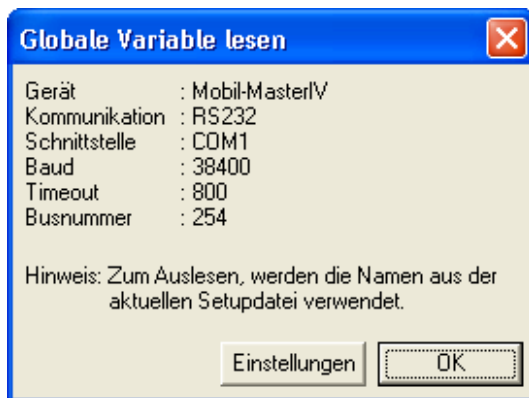 Globale Variable lesen
Gerät : Mobil-MasterIV
Kommunikation : RS232
Schnittstelle : COM1
Baud : 38400
Timeout : 800
Busnummer : 254
Hinweis: Zum Auslesen, werden die Namen aus der
aktuellen Setupdatei verwendet.
Einstellungen OK